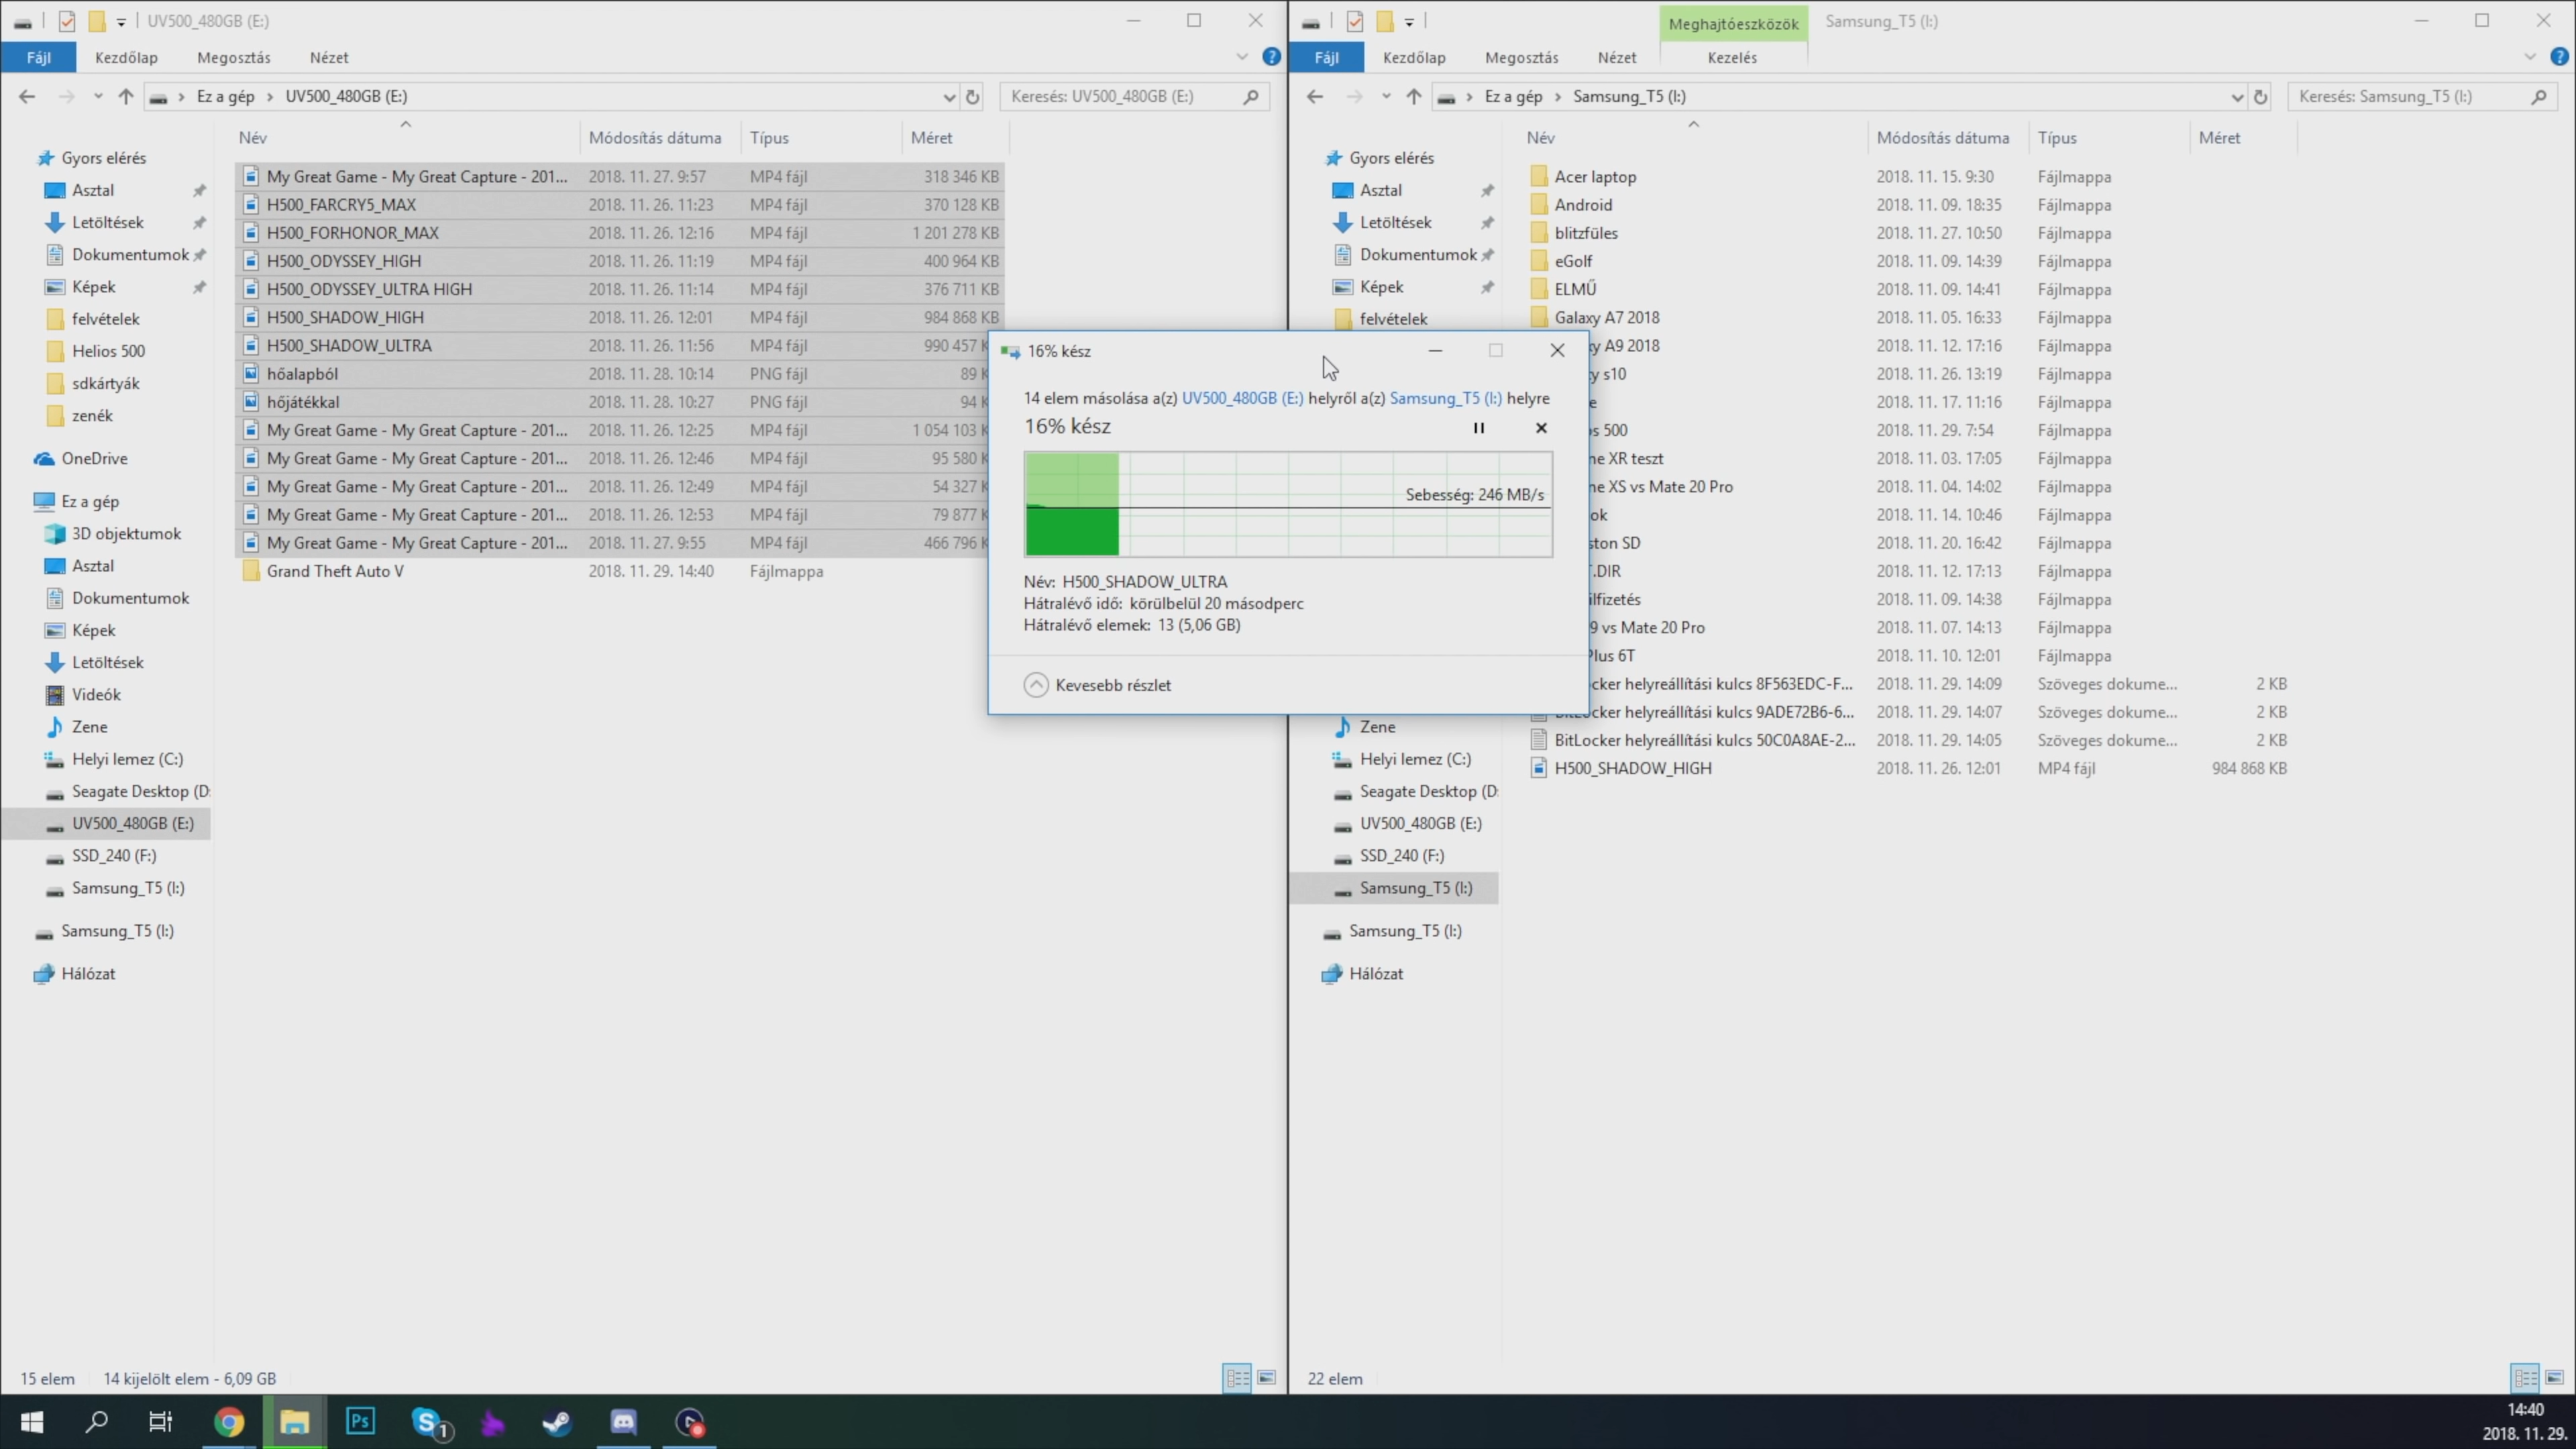 UV500_480GB (E:)
Fájl Kezdőlap Megosztás Nézet
Ez a gép › UV500_480GB (E:) Keresés: UV500_480GB (E:)
Név Módosítás dátuma Típus Méret
Gyors elérés
Asztal
Letöltések
Dokumentumok
Képek
felvételek
Helios 500
sdkártyák
zenék
OneDrive
Ez a gép
3D objektumok
Asztal
Dokumentumok
Képek
Letöltések
Videók
Zene
Helyi lemez (C:)
Seagate Desktop (D:
UV500_480GB (E:)
SSD_240 (F:)
Samsung_T5 (I:)
Samsung_T5 (I:)
Hálózat
My Great Game - My Great Capture - 201... 2018. 11. 27. 9:57 MP4 fájl 318 346 KB
H500_FARCRY5_MAX 2018. 11. 26. 11:23 MP4 fájl 370 128 KB
H500_FORHONOR_MAX 2018. 11. 26. 12:16 MP4 fájl 1 201 278 KB
H500_ODYSSEY_HIGH 2018. 11. 26. 11:19 MP4 fájl 400 964 KB
H500_ODYSSEY_ULTRA HIGH 2018. 11. 26. 11:14 MP4 fájl 376 711 KB
H500_SHADOW_HIGH 2018. 11. 26. 12:01 MP4 fájl 984 868 KB
H500_SHADOW_ULTRA 2018. 11. 26. 11:56 MP4 fájl 990 457 KB
hőalapból 2018. 11. 28. 10:14 PNG fájl 89 K
hőjátékkal 2018. 11. 28. 10:27 PNG fájl 94 K
My Great Game - My Great Capture - 201... 2018. 11. 26. 12:25 MP4 fájl 1 054 103 K
My Great Game - My Great Capture - 201... 2018. 11. 26. 12:46 MP4 fájl 95 580 K
My Great Game - My Great Capture - 201... 2018. 11. 26. 12:49 MP4 fájl 54 327 K
My Great Game - My Great Capture - 201... 2018. 11. 26. 12:53 MP4 fájl 79 877 K
My Great Game - My Great Capture - 201... 2018. 11. 27. 9:55 MP4 fájl 466 796 K
Grand Theft Auto V 2018. 11. 29. 14:40 Fájlmappa
15 elem 14 kijelölt elem - 6,09 GB
16% kész
14 elem másolása a(z) UV500_480GB (E:) helyről a(z) Samsung_T5 (I:) helyre
16% kész
Sebesség: 246 MB/s
Név: H500_SHADOW_ULTRA
Hátralévő idő: körülbelül 20 másodperc
Hátralévő elemek: 13 (5,06 GB)
Kevesebb részlet
Meghajtóeszközök Samsung_T5 (I:)
Fájl Kezdőlap Megosztás Nézet Kezelés
Ez a gép › Samsung_T5 (I:) Keresés: Samsung_T5 (I:)
Név Módosítás dátuma Típus Méret
Gyors elérés
Asztal
Letöltések
Dokumentumok
Képek
felvételek
Zene
Helyi lemez (C:)
Seagate Desktop (D:
UV500_480GB (E:)
SSD_240 (F:)
Samsung_T5 (I:)
Samsung_T5 (I:)
Hálózat
Acer laptop 2018. 11. 15. 9:30 Fájlmappa
Android 2018. 11. 09. 18:35 Fájlmappa
blitzfüles 2018. 11. 27. 10:50 Fájlmappa
eGolf 2018. 11. 09. 14:39 Fájlmappa
ELMŰ 2018. 11. 09. 14:41 Fájlmappa
Galaxy A7 2018 2018. 11. 05. 16:33 Fájlmappa
y A9 2018 2018. 11. 12. 17:16 Fájlmappa
y s10 2018. 11. 26. 13:19 Fájlmappa
e 2018. 11. 17. 11:16 Fájlmappa
s 500 2018. 11. 29. 7:54 Fájlmappa
ne XR teszt 2018. 11. 03. 17:05 Fájlmappa
ne XS vs Mate 20 Pro 2018. 11. 04. 14:02 Fájlmappa
ok 2018. 11. 14. 10:46 Fájlmappa
ston SD 2018. 11. 20. 16:42 Fájlmappa
.DIR 2018. 11. 12. 17:13 Fájlmappa
ilfizetés 2018. 11. 09. 14:38 Fájlmappa
9 vs Mate 20 Pro 2018. 11. 07. 14:13 Fájlmappa
Plus 6T 2018. 11. 10. 12:01 Fájlmappa
cker helyreállítási kulcs 8F563EDC-F... 2018. 11. 29. 14:09 Szöveges dokume... 2 KB
BitLocker helyreállítási kulcs 9ADE72B6-6... 2018. 11. 29. 14:07 Szöveges dokume... 2 KB
BitLocker helyreállítási kulcs 50C0A8AE-2... 2018. 11. 29. 14:05 Szöveges dokume... 2 KB
H500_SHADOW_HIGH 2018. 11. 26. 12:01 MP4 fájl 984 868 KB
22 elem
Ps
S 1
14:40
2018. 11. 29.